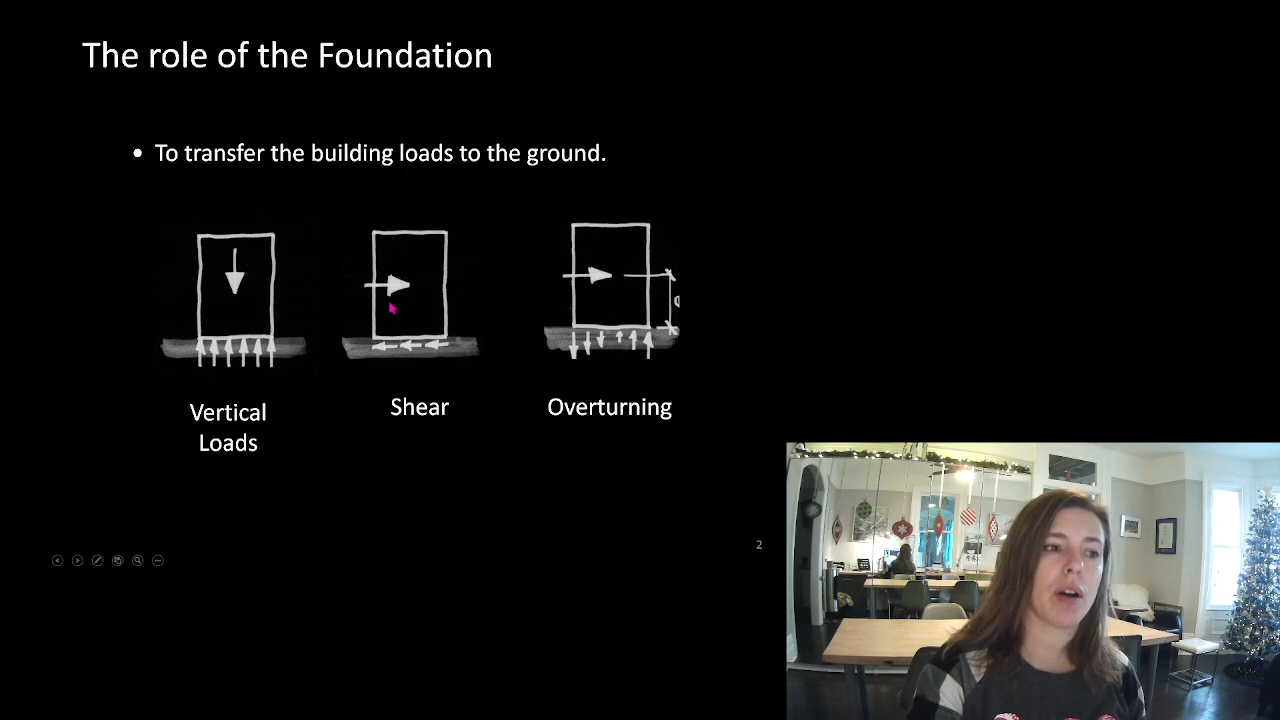 The role of the Foundation
• To transfer the building loads to the ground.
Vertical
Loads
Shear
Overturning
2